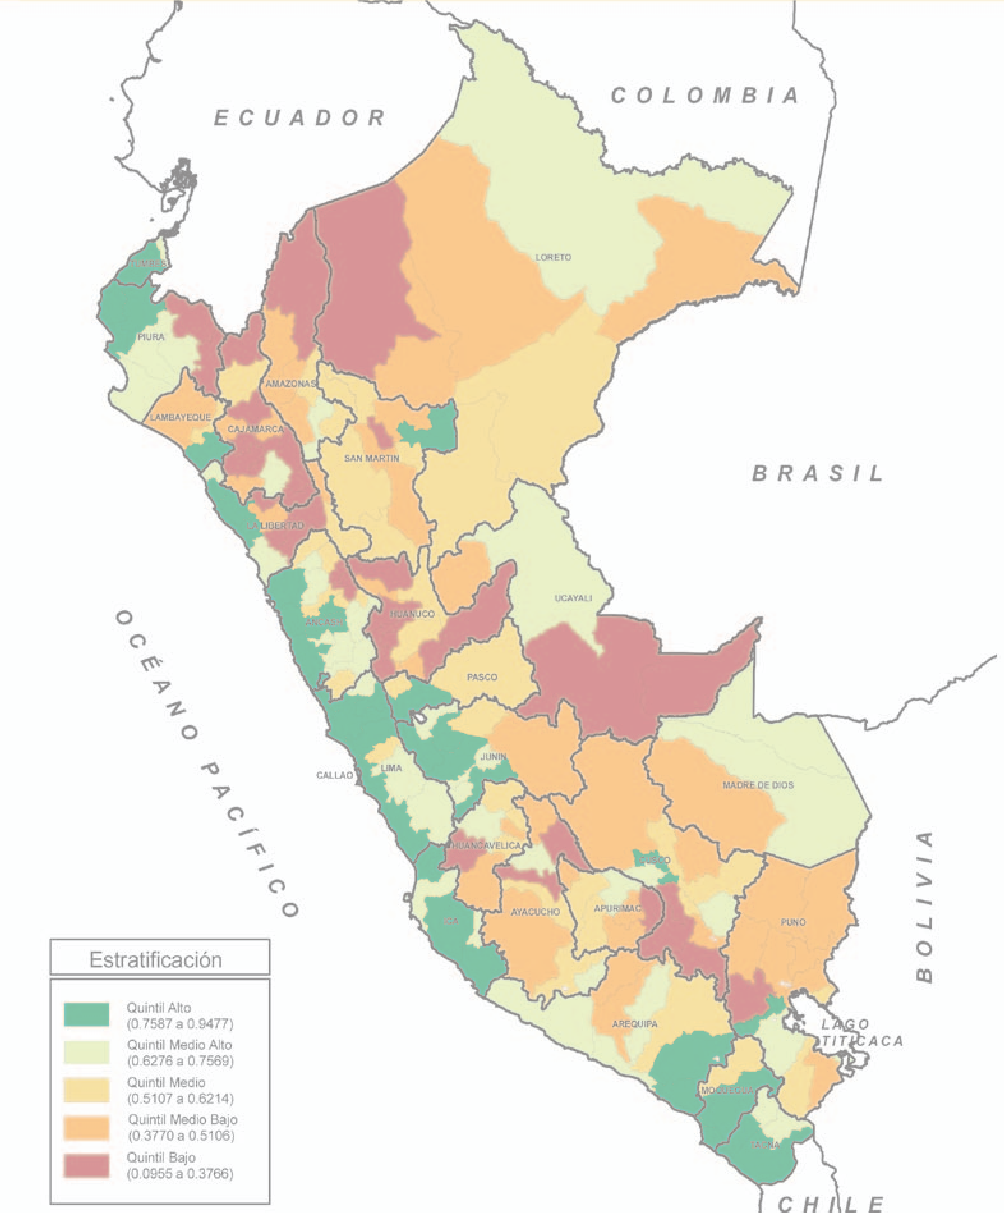 COLOMBIA
ECUADOR
TUMBES
LORETO
PIURA
AMAZONAS
LAMBAYEQUE
CAJAMARCA
SAN MARTIN
BRASIL
LA LIBERTAD
UCAYALI
HUANUCO
ANCASH
OCÉANO PACÍFICO
PASCO
JUNIN
LIMA
CALLAO
MADRE DE DIOS
HUANCAVELICA
CUSCO
AYACUCHO
APURIMAC
ICA
PUNO
BOLIVIA
AREQUIPA
LAGO
TITICACA
MOQUEGUA
TACNA
CHILE
Estratificación
Quintil Alto
(0.7587 a 0.9477)
Quintil Medio Alto
(0.6276 a 0.7569)
Quintil Medio
(0.5107 a 0.6214)
Quintil Medio Bajo
(0.3770 a 0.5106)
Quintil Bajo
(0.0955 a 0.3766)